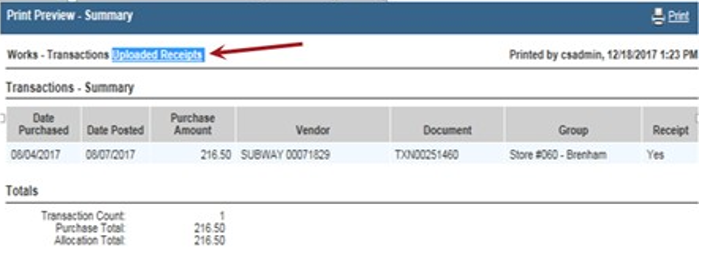 Print Preview - Summary Print
Works - Transactions Uploaded Receipts Printed by csadmin, 12/18/2017 1:23 PM
Transactions - Summary
Date Purchased Date Posted Purchase Amount Vendor Document Group Receipt
08/04/2017 08/07/2017 216.50 SUBWAY 00071829 TXN00251460 Store #060 - Brenham Yes
Totals
Transaction Count: 1
Purchase Total: 216.50
Allocation Total: 216.50